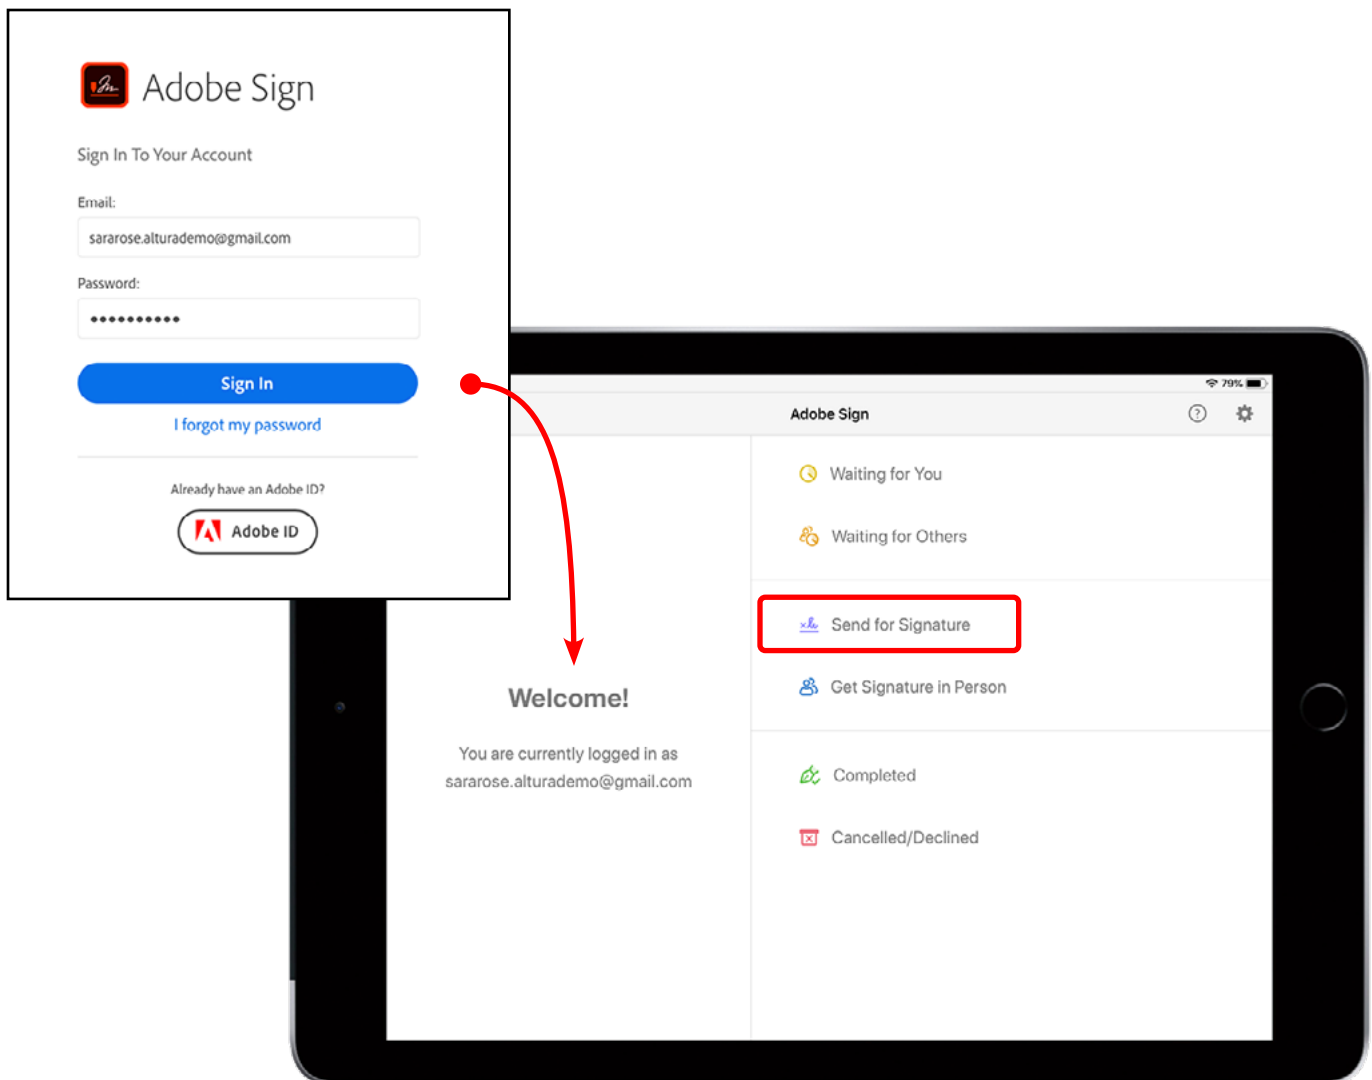 Adobe Sign
Sign In To Your Account
Email:
sararose.alturademo@gmail.com
Password:
••••••••••
Sign In
I forgot my password
Already have an Adobe ID?
Adobe ID
79%
Adobe Sign
?
Waiting for You
Waiting for Others
Send for Signature
Get Signature in Person
Completed
Cancelled/Declined
Welcome!
You are currently logged in as
sararose.alturademo@gmail.com